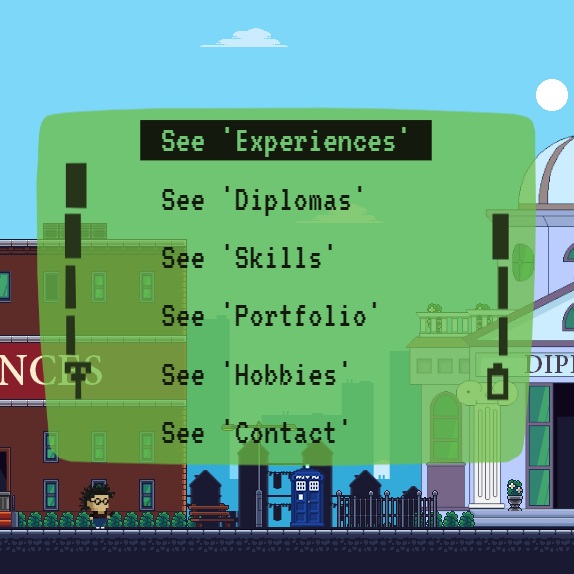 See 'Experiences'
See 'Diplomas'
See 'Skills'
See 'Portfolio'
See 'Hobbies'
See 'Contact'
NCES
DIPL